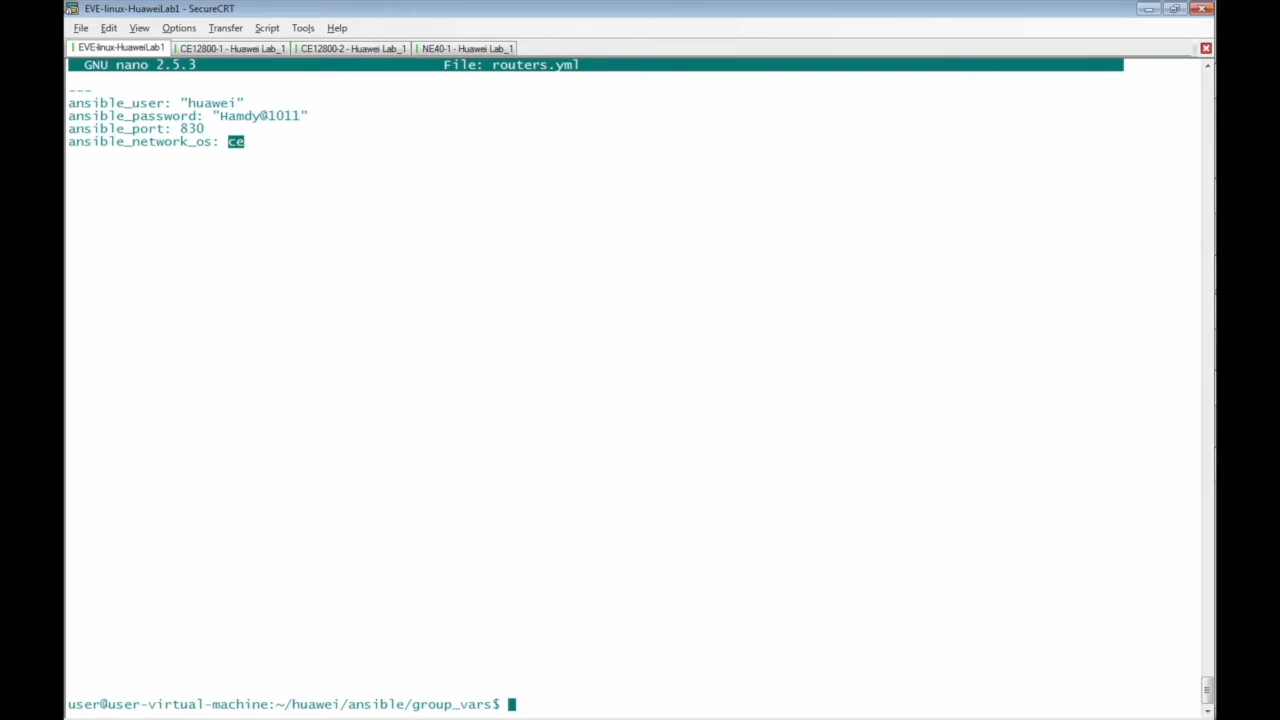 EVE-linux-HuaweiLab1 - SecureCRT
File Edit View Options Transfer Script Tools Help
EVE-linux-HuaweiLab1 CE12800-1 - Huawei Lab_1 CE12800-2 - Huawei Lab_1 NE40-1 - Huawei Lab_1
GNU nano 2.5.3 File: routers.yml
---
ansible_user: "huawei"
ansible_password: "Hamdy@1011"
ansible_port: 830
ansible_network_os: ce
user@user-virtual-machine:~/huawei/ansible/group_vars$